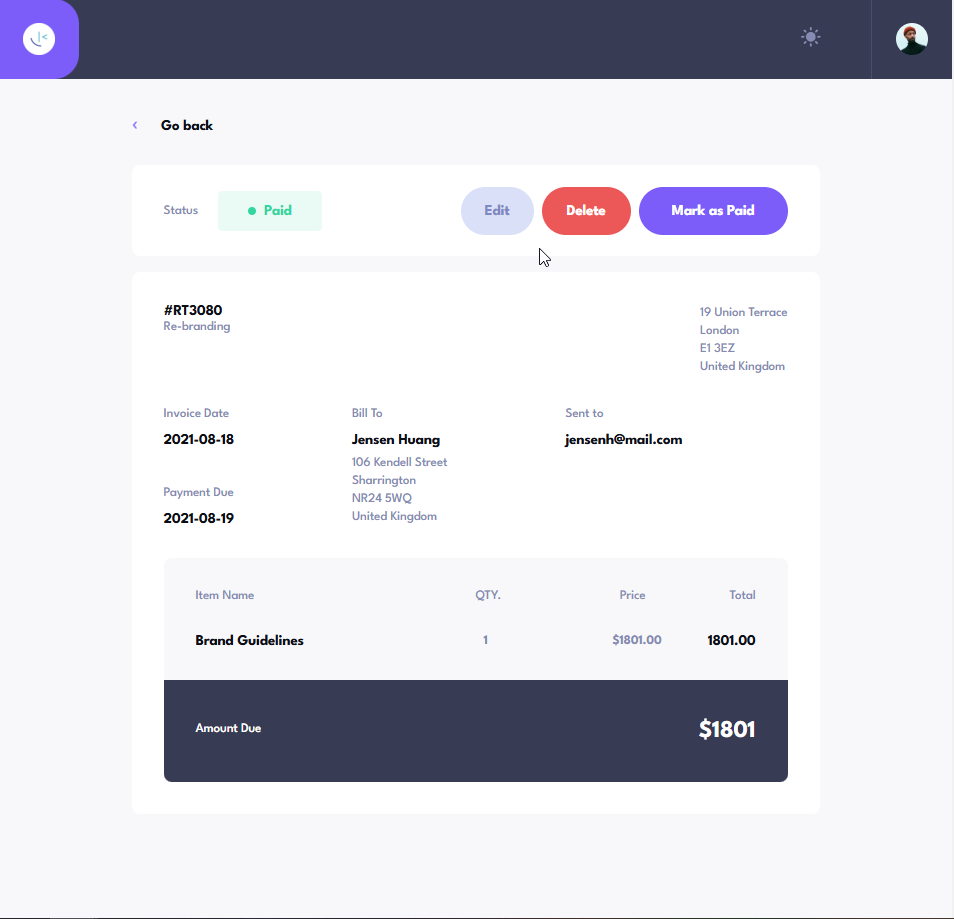 Go back
Status
Paid
Edit
Delete
Mark as Paid
#RT3080
Re-branding
19 Union Terrace
London
E1 3EZ
United Kingdom
Invoice Date
2021-08-18
Payment Due
2021-08-19
Bill To
Jensen Huang
106 Kendell Street
Sharrington
NR24 5WQ
United Kingdom
Sent to
jensenh@mail.com
Item Name QTY. Price Total
Brand Guidelines 1 $1801.00 1801.00
Amount Due $1801